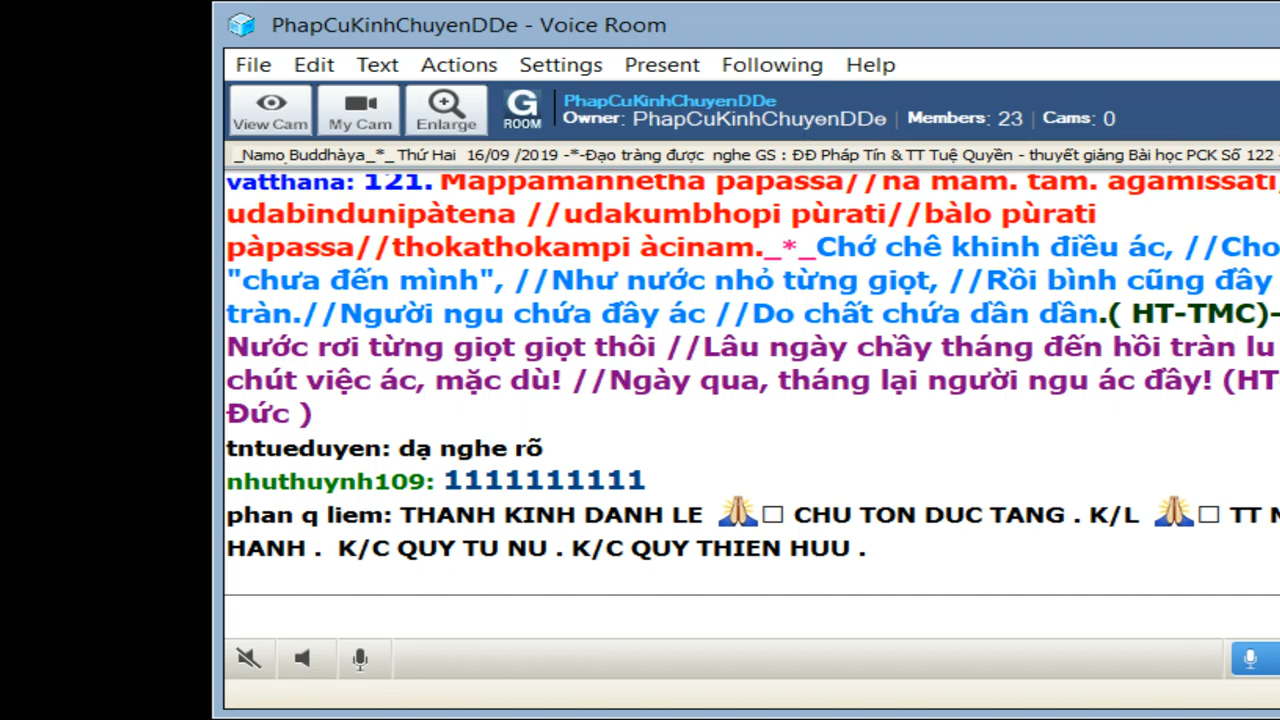 PhapCuKinhChuyenDDe - Voice Room
File Edit Text Actions Settings Present Following Help
View Cam My Cam Enlarge G ROOM
PhapCuKinhChuyenDDe
Owner: PhapCuKinhChuyenDDe | Members: 23 | Cams: 0
_Namo Buddhàya_*_ Thứ Hai 16/09 /2019 -*-Đạo tràng được nghe GS : ĐĐ Pháp Tín & TT Tuệ Quyền - thuyết giảng Bài học PCK Số 122 -
vatthana: 121. Mappamannetha pàpassa//na mam. tam. àgamissati/
udabindunipàtena //udakumbhopi pùrati//bàlo pùrati
pàpassa//thokathokampi àcinam._*_Chớ chê khinh điều ác, //Cho
"chưa đến mình", //Như nước nhỏ từng giọt, //Rồi bình cũng đầy
tràn.//Người ngu chứa đầy ác //Do chất chứa dần dần.( HT-TMC)-
Nước rơi từng giọt giọt thôi //Lâu ngày chầy tháng đến hồi tràn lu
chút việc ác, mặc dù! //Ngày qua, tháng lại người ngu ác đầy! (HT
Đức )
tntueduyen: dạ nghe rõ
nhuthuynh109: 1111111111
phan q liem: THANH KINH DANH LE 🙏□ CHU TON DUC TANG . K/L 🙏□ TT
HANH . K/C QUY TU NU . K/C QUY THIEN HUU .